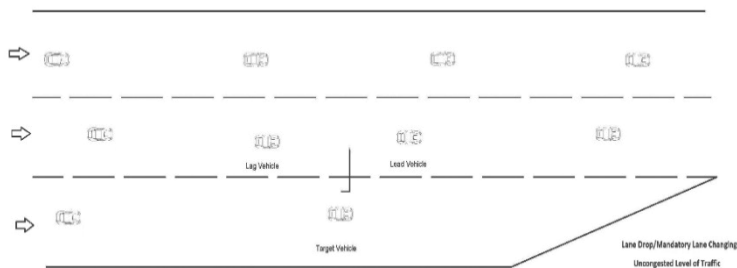 Lag Vehicle
Lead Vehicle
Target Vehicle
Lane Drop/Mandatory Lane Changing
Uncongested Level of Traffic